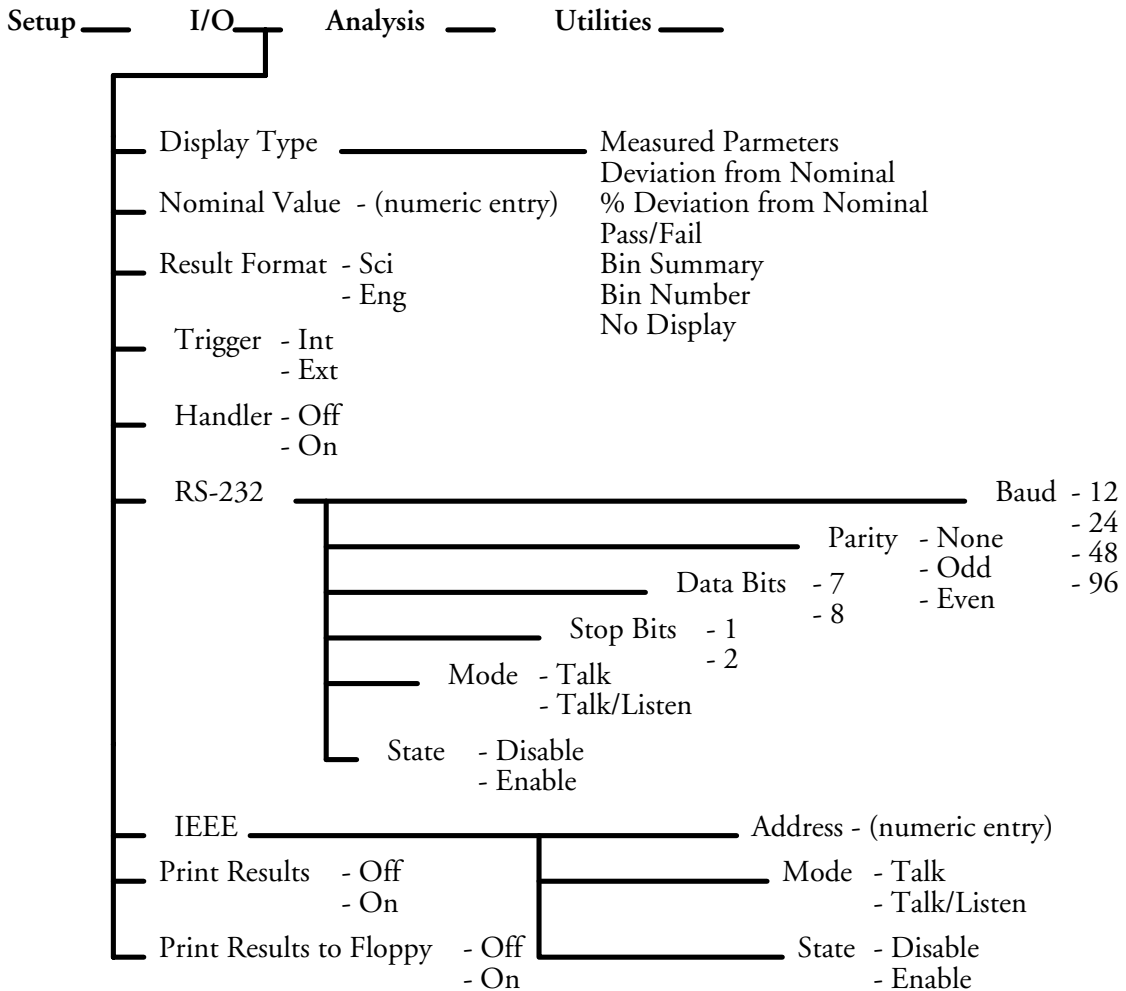 Setup I/O Analysis Utilities
Display Type Measured Parmeters
Deviation from Nominal
Nominal Value - (numeric entry) % Deviation from Nominal
Pass/Fail
Result Format - Sci Bin Summary
- Eng Bin Number
No Display
Trigger - Int
- Ext
Handler - Off
- On
RS-232 Baud - 12
- 24
- 48
- 96
Parity - None
- Odd
- Even
Data Bits - 7
- 8
Stop Bits - 1
- 2
Mode - Talk
- Talk/Listen
State - Disable
- Enable
IEEE Address - (numeric entry)
Print Results - Off Mode - Talk
- On - Talk/Listen
Print Results to Floppy - Off State - Disable
- On - Enable